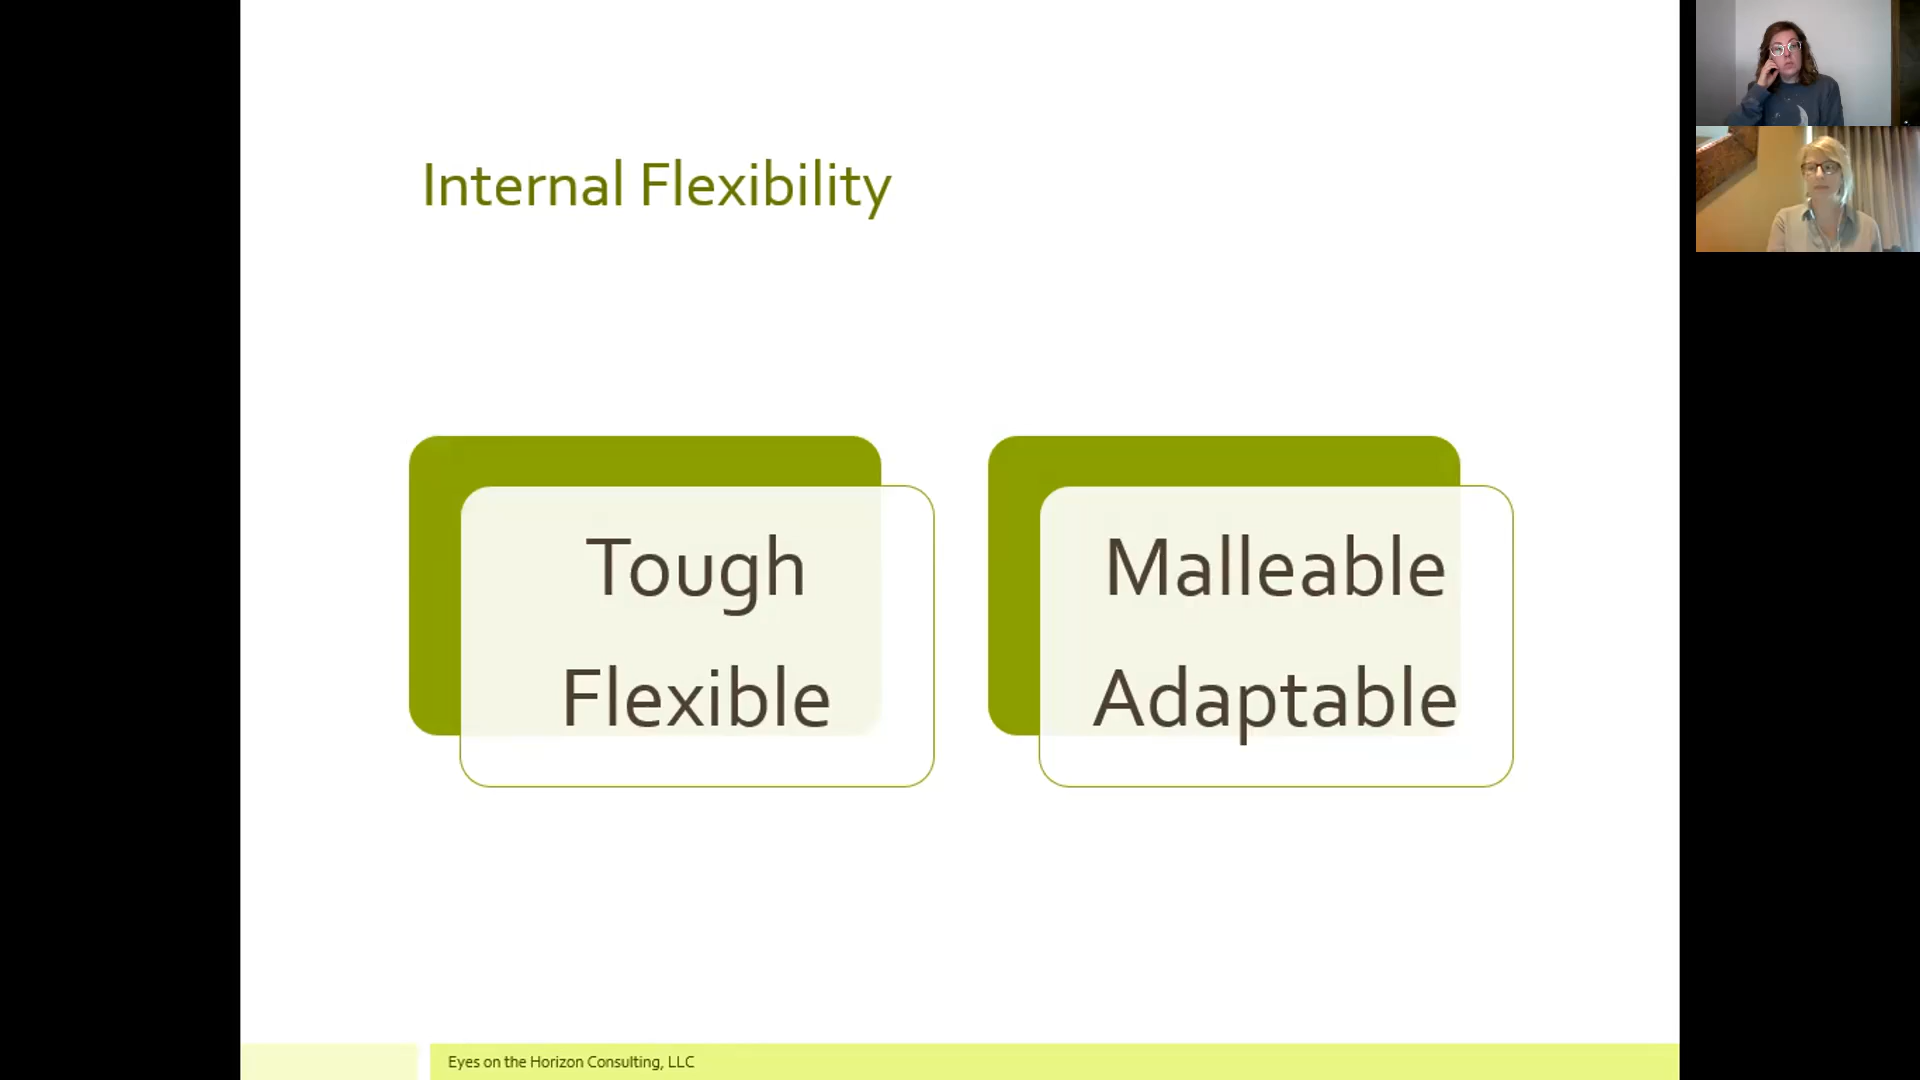 Internal Flexibility
Tough
Flexible
Malleable
Adaptable
Eyes on the Horizon Consulting, LLC